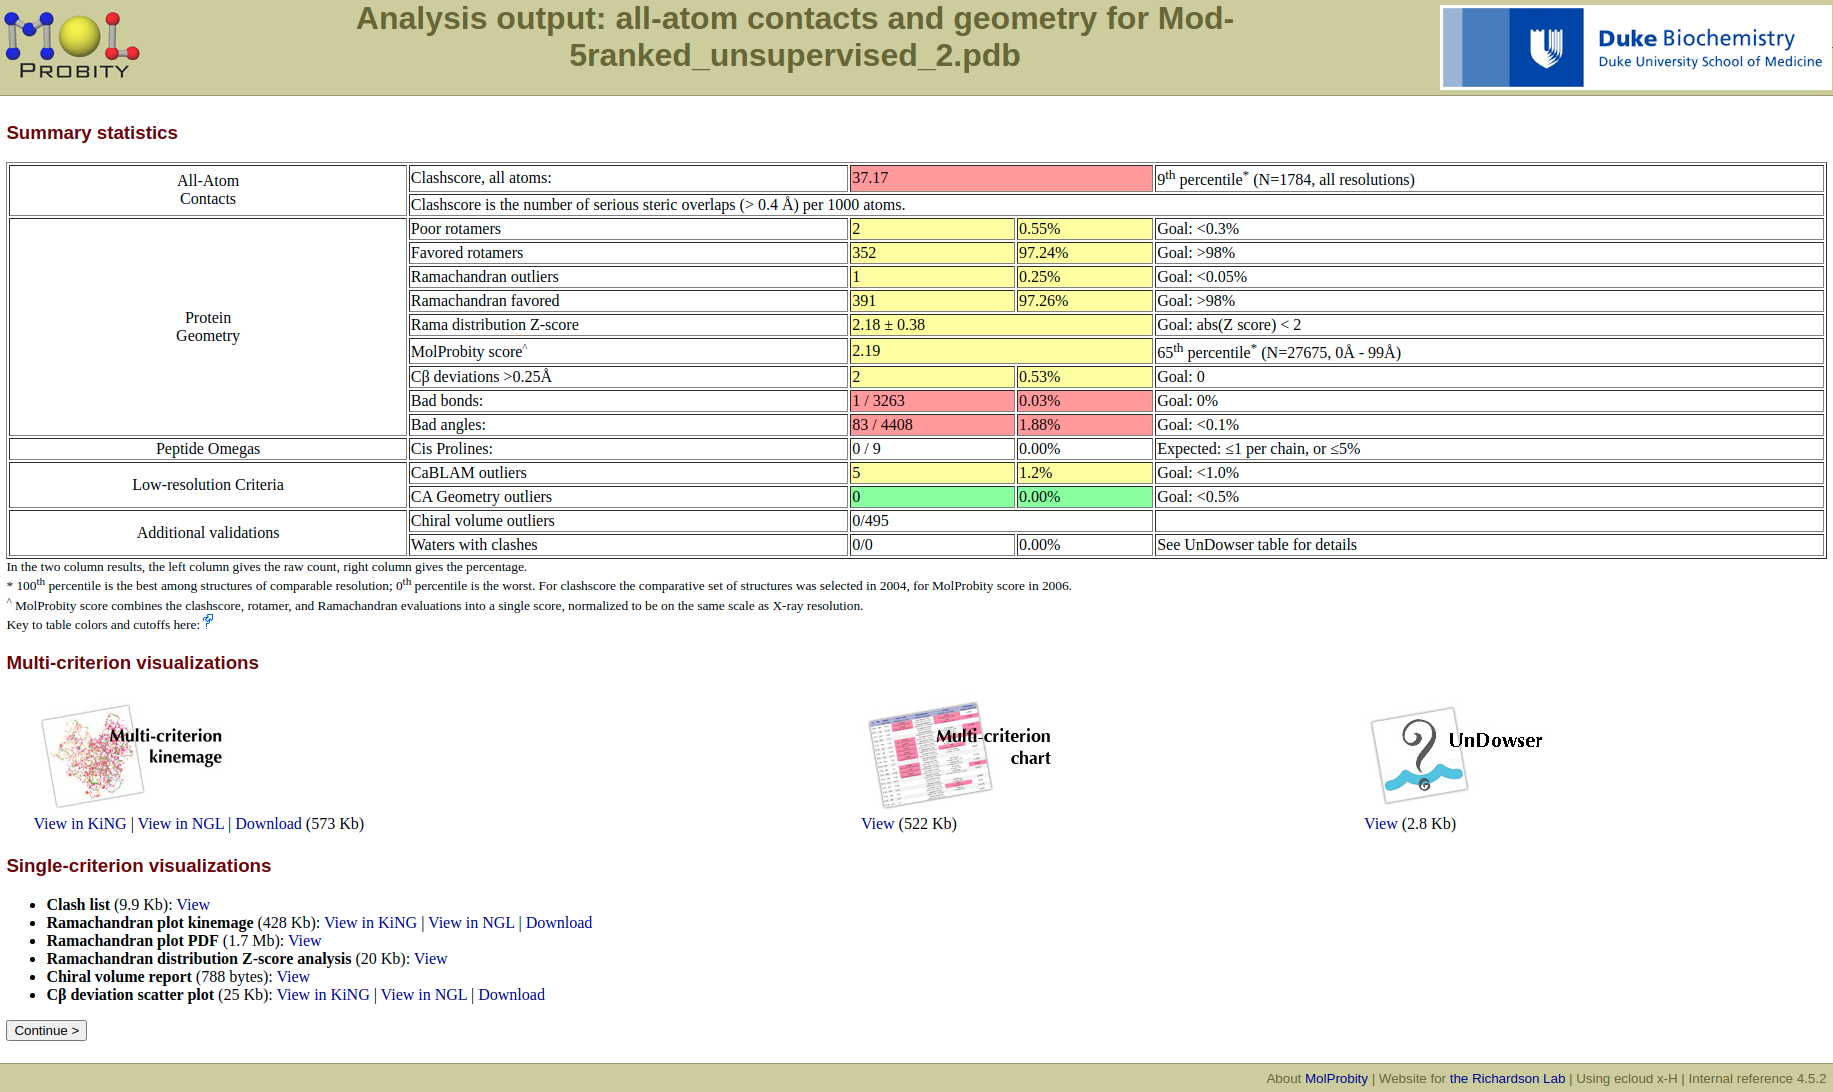 MOL
PROBITY
Analysis output: all-atom contacts and geometry for Mod-
5ranked_unsupervised_2.pdb
Duke Biochemistry
Duke University School of Medicine
Summary statistics
All-Atom
Contacts
Clashscore, all atoms: 37.17 9th percentile* (N=1784, all resolutions)
Clashscore is the number of serious steric overlaps (> 0.4 Å) per 1000 atoms.
Protein
Geometry
Poor rotamers 2 0.55% Goal: <0.3%
Favored rotamers 352 97.24% Goal: >98%
Ramachandran outliers 1 0.25% Goal: <0.05%
Ramachandran favored 391 97.26% Goal: >98%
Rama distribution Z-score 2.18 ± 0.38 Goal: abs(Z score) < 2
MolProbity score^ 2.19 65th percentile* (N=27675, 0Å - 99Å)
Cβ deviations >0.25Å 2 0.53% Goal: 0
Bad bonds: 1 / 3263 0.03% Goal: 0%
Bad angles: 83 / 4408 1.88% Goal: <0.1%
Peptide Omegas Cis Prolines: 0 / 9 0.00% Expected: ≤1 per chain, or ≤5%
Low-resolution Criteria
CaBLAM outliers 5 1.2% Goal: <1.0%
CA Geometry outliers 0 0.00% Goal: <0.5%
Additional validations
Chiral volume outliers 0/495
Waters with clashes 0/0 0.00% See UnDowser table for details
In the two column results, the left column gives the raw count, right column gives the percentage.
* 100th percentile is the best among structures of comparable resolution; 0th percentile is the worst. For clashscore the comparative set of structures was selected in 2004, for MolProbity score in 2006.
^ MolProbity score combines the clashscore, rotamer, and Ramachandran evaluations into a single score, normalized to be on the same scale as X-ray resolution.
Key to table colors and cutoffs here: ?
Multi-criterion visualizations
Multi-criterion
kinemage
View in KiNG | View in NGL | Download (573 Kb)
Multi-criterion
chart
View (522 Kb)
UnDowser
View (2.8 Kb)
Single-criterion visualizations
• Clash list (9.9 Kb): View
• Ramachandran plot kinemage (428 Kb): View in KiNG | View in NGL | Download
• Ramachandran plot PDF (1.7 Mb): View
• Ramachandran distribution Z-score analysis (20 Kb): View
• Chiral volume report (788 bytes): View
• Cβ deviation scatter plot (25 Kb): View in KiNG | View in NGL | Download
Continue >
About MolProbity | Website for the Richardson Lab | Using ecloud x-H | Internal reference 4.5.2